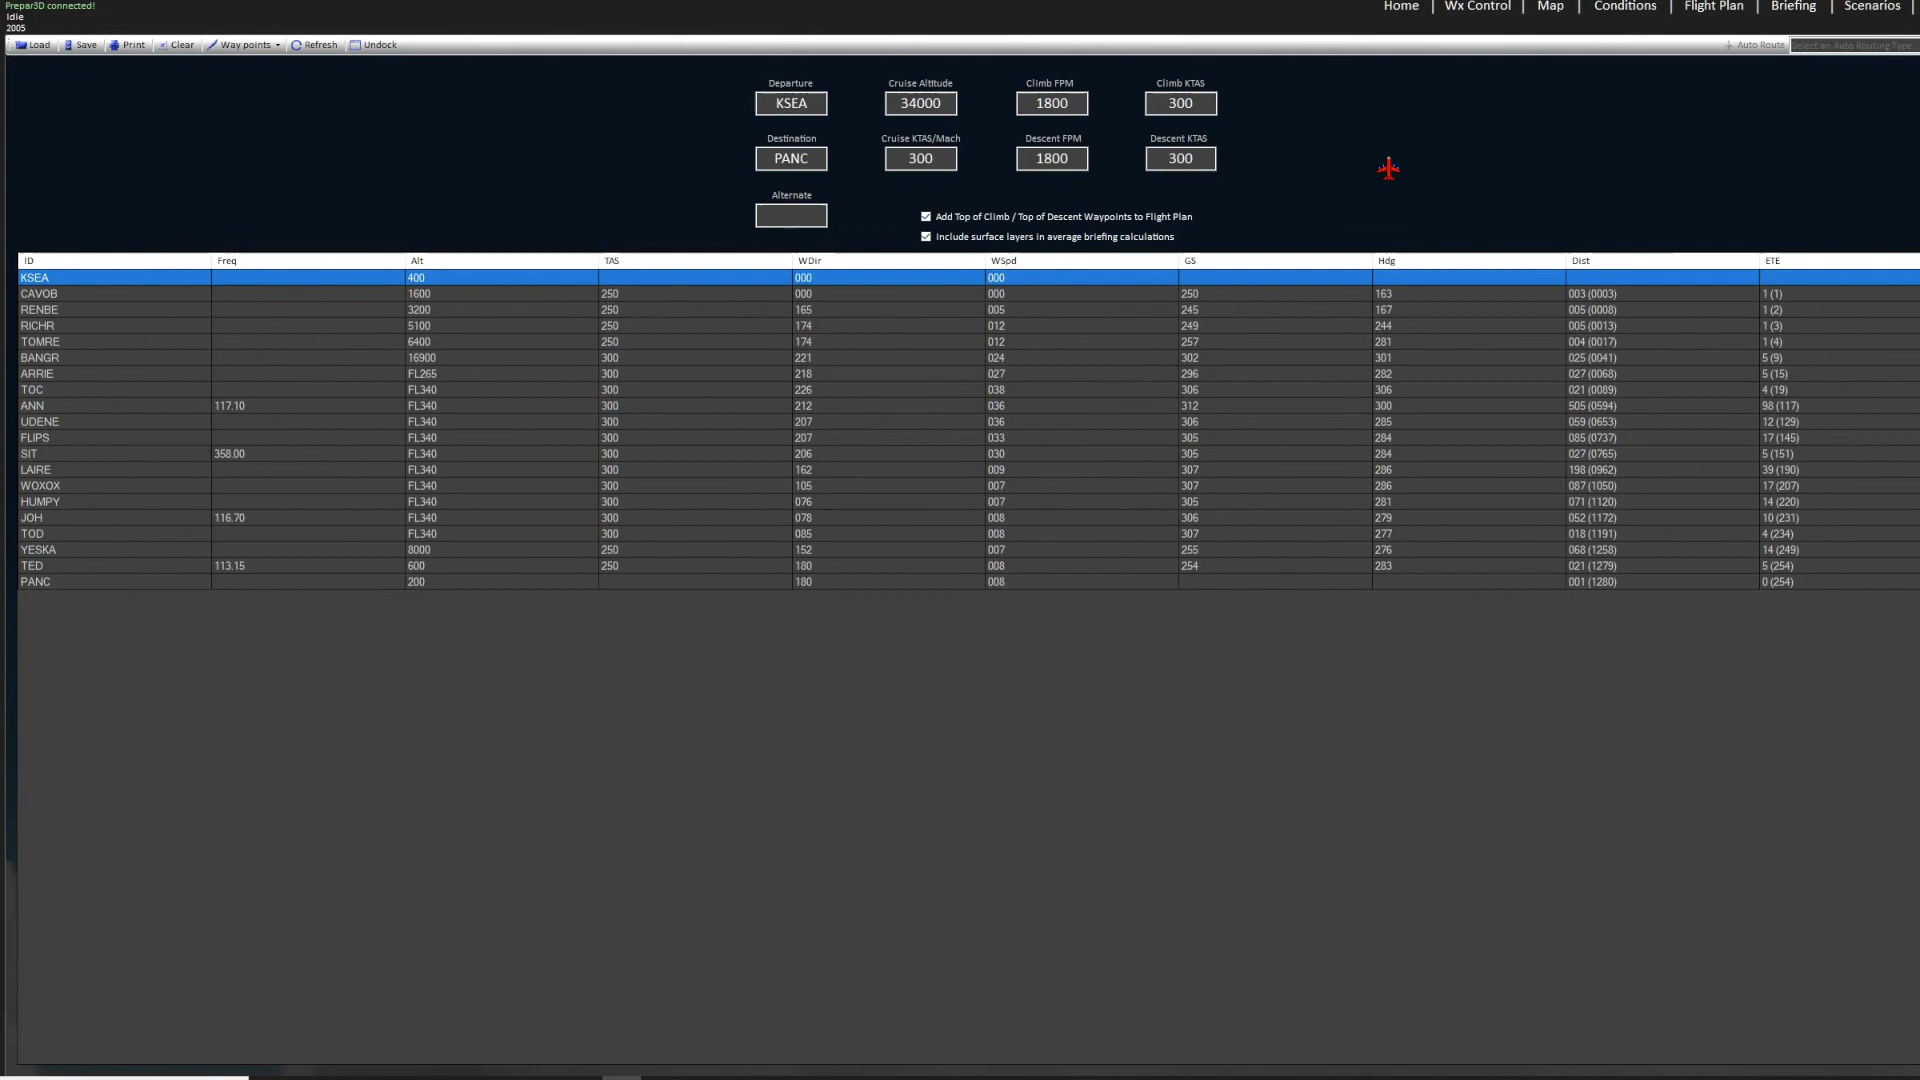 Prepar3D connected!
Idle
2005
Home | Wx Control | Map | Conditions | Flight Plan | Briefing | Scenarios |
Load Save Print Clear Way points Refresh Undock Auto Route Select an Auto Routing Type
Departure Cruise Altitude Climb FPM Climb KTAS
KSEA 34000 1800 300
Destination Cruise KTAS/Mach Descent FPM Descent KTAS
PANC 300 1800 300
Alternate
Add Top of Climb / Top of Descent Waypoints to Flight Plan
Include surface layers in average briefing calculations
ID Freq Alt TAS WDir WSpd GS Hdg Dist ETE
KSEA 400 000 000
CAVOB 1600 250 000 000 250 163 003 (0003) 1 (1)
RENBE 3200 250 165 005 245 167 005 (0008) 1 (2)
RICHR 5100 250 174 012 249 244 005 (0013) 1 (3)
TOMRE 6400 250 174 012 257 281 004 (0017) 1 (4)
BANGR 16900 300 221 024 302 301 025 (0041) 5 (9)
ARRIE FL265 300 218 027 296 282 027 (0068) 5 (15)
TOC FL340 300 226 038 306 306 021 (0089) 4 (19)
ANN 117.10 FL340 300 212 036 312 300 505 (0594) 98 (117)
UDENE FL340 300 207 036 306 285 059 (0653) 12 (129)
FLIPS FL340 300 207 033 305 284 085 (0737) 17 (145)
SIT 358.00 FL340 300 206 030 305 284 027 (0765) 5 (151)
LAIRE FL340 300 162 009 307 286 198 (0962) 39 (190)
WOXOX FL340 300 105 007 307 286 087 (1050) 17 (207)
HUMPY FL340 300 076 007 305 281 071 (1120) 14 (220)
JOH 116.70 FL340 300 078 008 306 279 052 (1172) 10 (231)
TOD FL340 300 085 008 307 277 018 (1191) 4 (234)
YESKA 8000 250 152 007 255 276 068 (1258) 14 (249)
TED 113.15 600 250 180 008 254 283 021 (1279) 5 (254)
PANC 200 180 008 001 (1280) 0 (254)